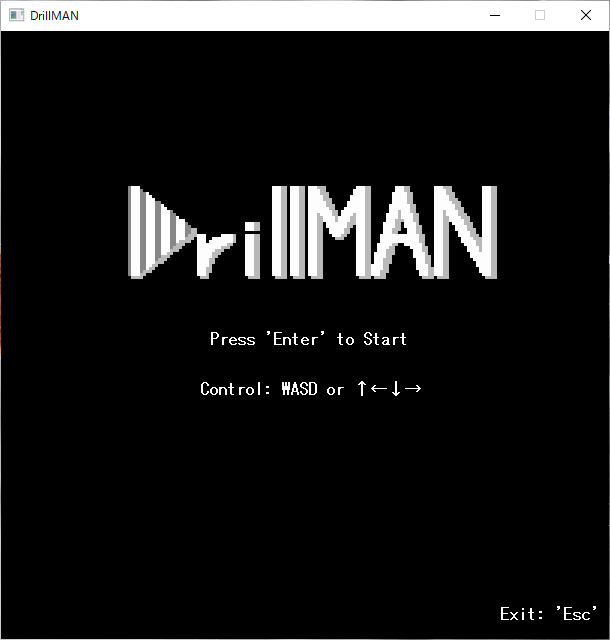 DrillMAN
DrillMAN
Press 'Enter' to Start
Control: WASD or ↑←↓→
Exit: 'Esc'